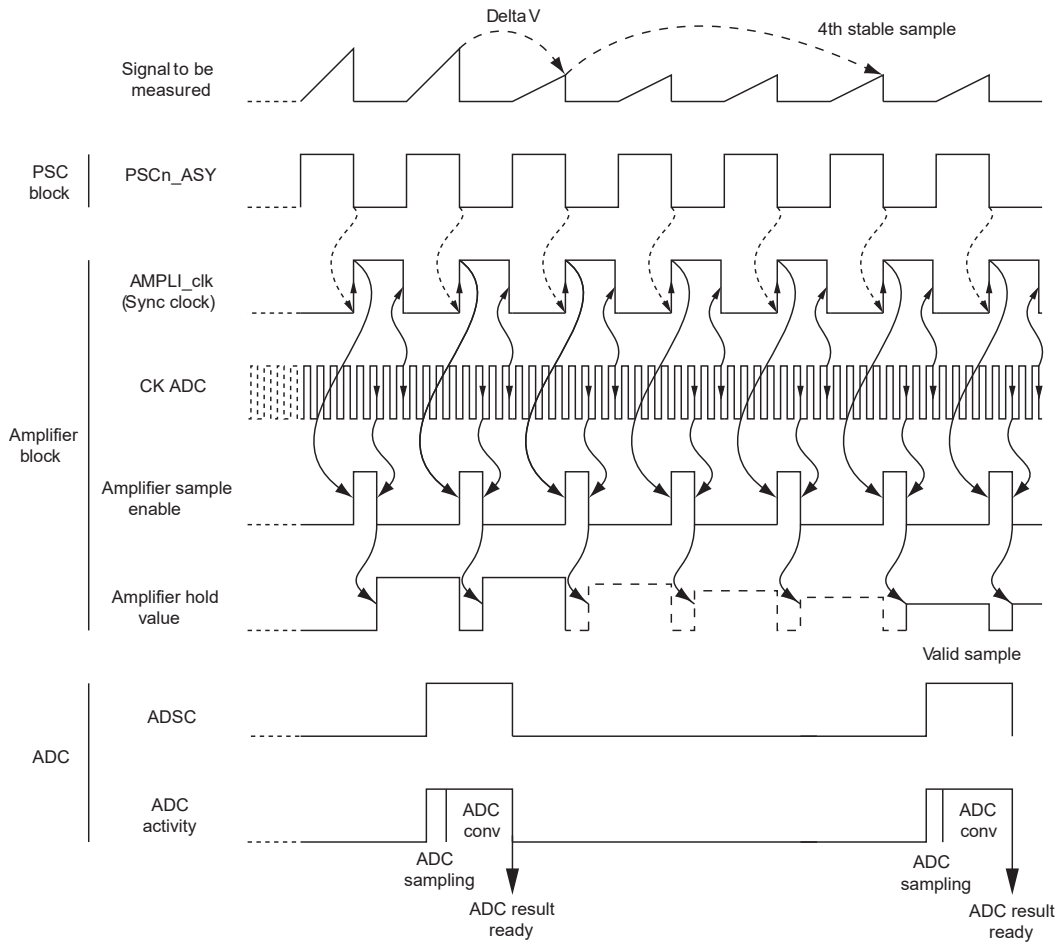 Delta V
4th stable sample
Signal to be
measured
PSC
block
PSCn_ASY
AMPLI_clk
(Sync clock)
CK ADC
Amplifier
block
Amplifier sample
enable
Amplifier hold
value
Valid sample
ADSC
ADC
ADC
activity
ADC
conv
ADC
conv
ADC
sampling
ADC
sampling
ADC result
ready
ADC result
ready